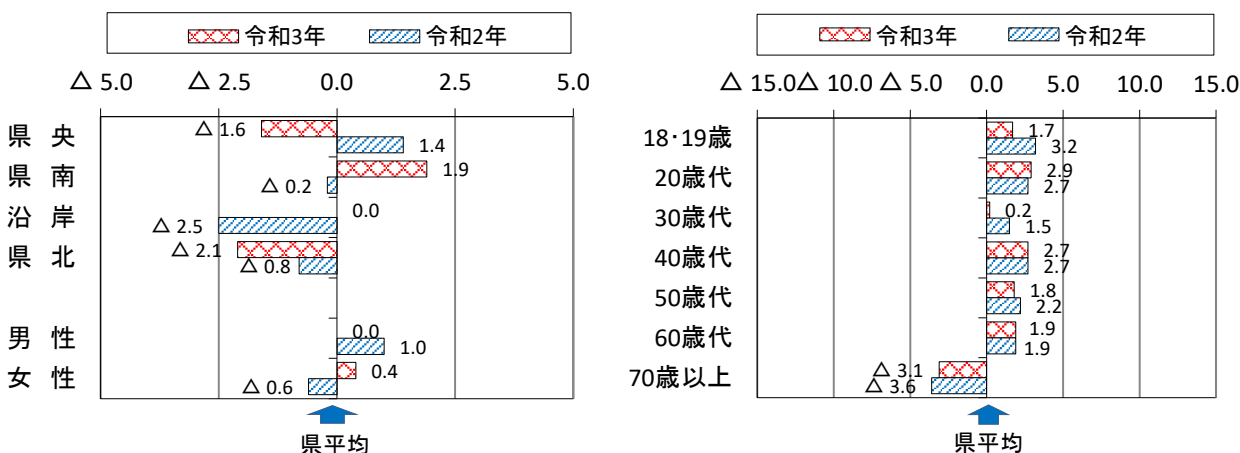 令和3年 令和2年
△ 5.0 △ 2.5 0.0 2.5 5.0
県 央 △ 1.6
1.4
県 南 1.9
△ 0.2
沿 岸 0.0
△ 2.5
県 北 △ 2.1
△ 0.8
男 性 0.0
1.0
女 性 0.4
△ 0.6
県平均
令和3年 令和2年
△ 15.0 △ 10.0 △ 5.0 0.0 5.0 10.0 15.0
18・19歳 1.7
3.2
20歳代 2.9
2.7
30歳代 0.2
1.5
40歳代 2.7
2.7
50歳代 1.8
2.2
60歳代 1.9
1.9
70歳以上 △ 3.1
△ 3.6
県平均